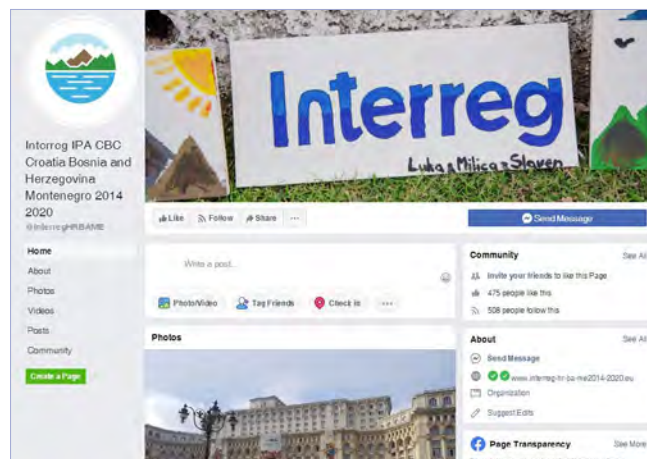 Interreg
Luka & Milica & Slaven
Interreg IPA CBC
Croatia Bosnia and
Herzegovina
Montenegro 2014
2020
@InterregHRBAME
Home
About
Photos
Videos
Posts
Community
Create a Page
Like
Follow
Share
Send Message
Write a post...
Photo/Video
Tag Friends
Check in
Photos
Community
See All
Invite your friends to like this Page
475 people like this
508 people follow this
About
See All
Send Message
www.interreg-hr-ba-me2014-2020.eu
Organization
Suggest Edits
Page Transparency
See More